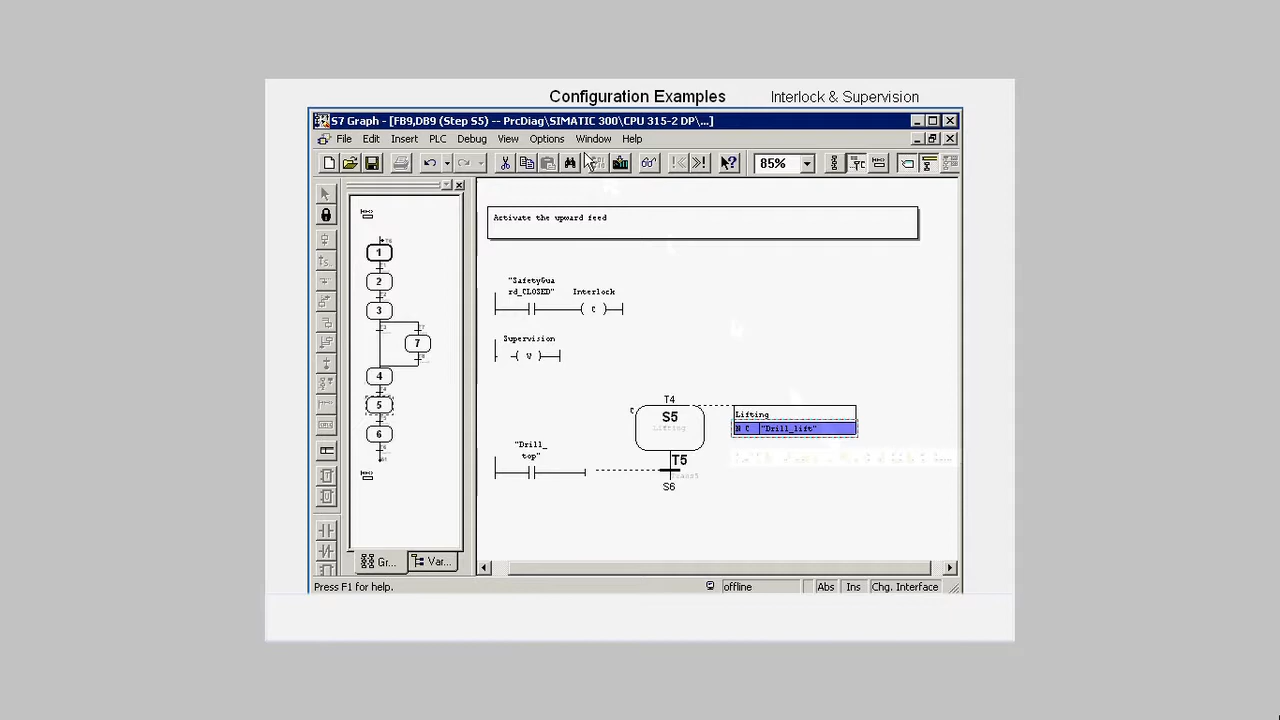 Configuration Examples Interlock & Supervision
S7 Graph - [FB9,DB9 (Step S5) -- PrcDiag\SIMATIC 300\CPU 315-2 DP\...]
File Edit Insert PLC Debug View Options Window Help
85%
Activate the upward feed
1
2
3
7
4
5
6
"SafetyGua
rd_CLOSED" Interlock
C
Supervision
V
T4
C
S5
Lifting
Lifting
N C "Drill_lift"
"Drill_
top"
T5
Trans5
S6
Gr... Var...
Press F1 for help. offline Abs Ins Chg. Interface